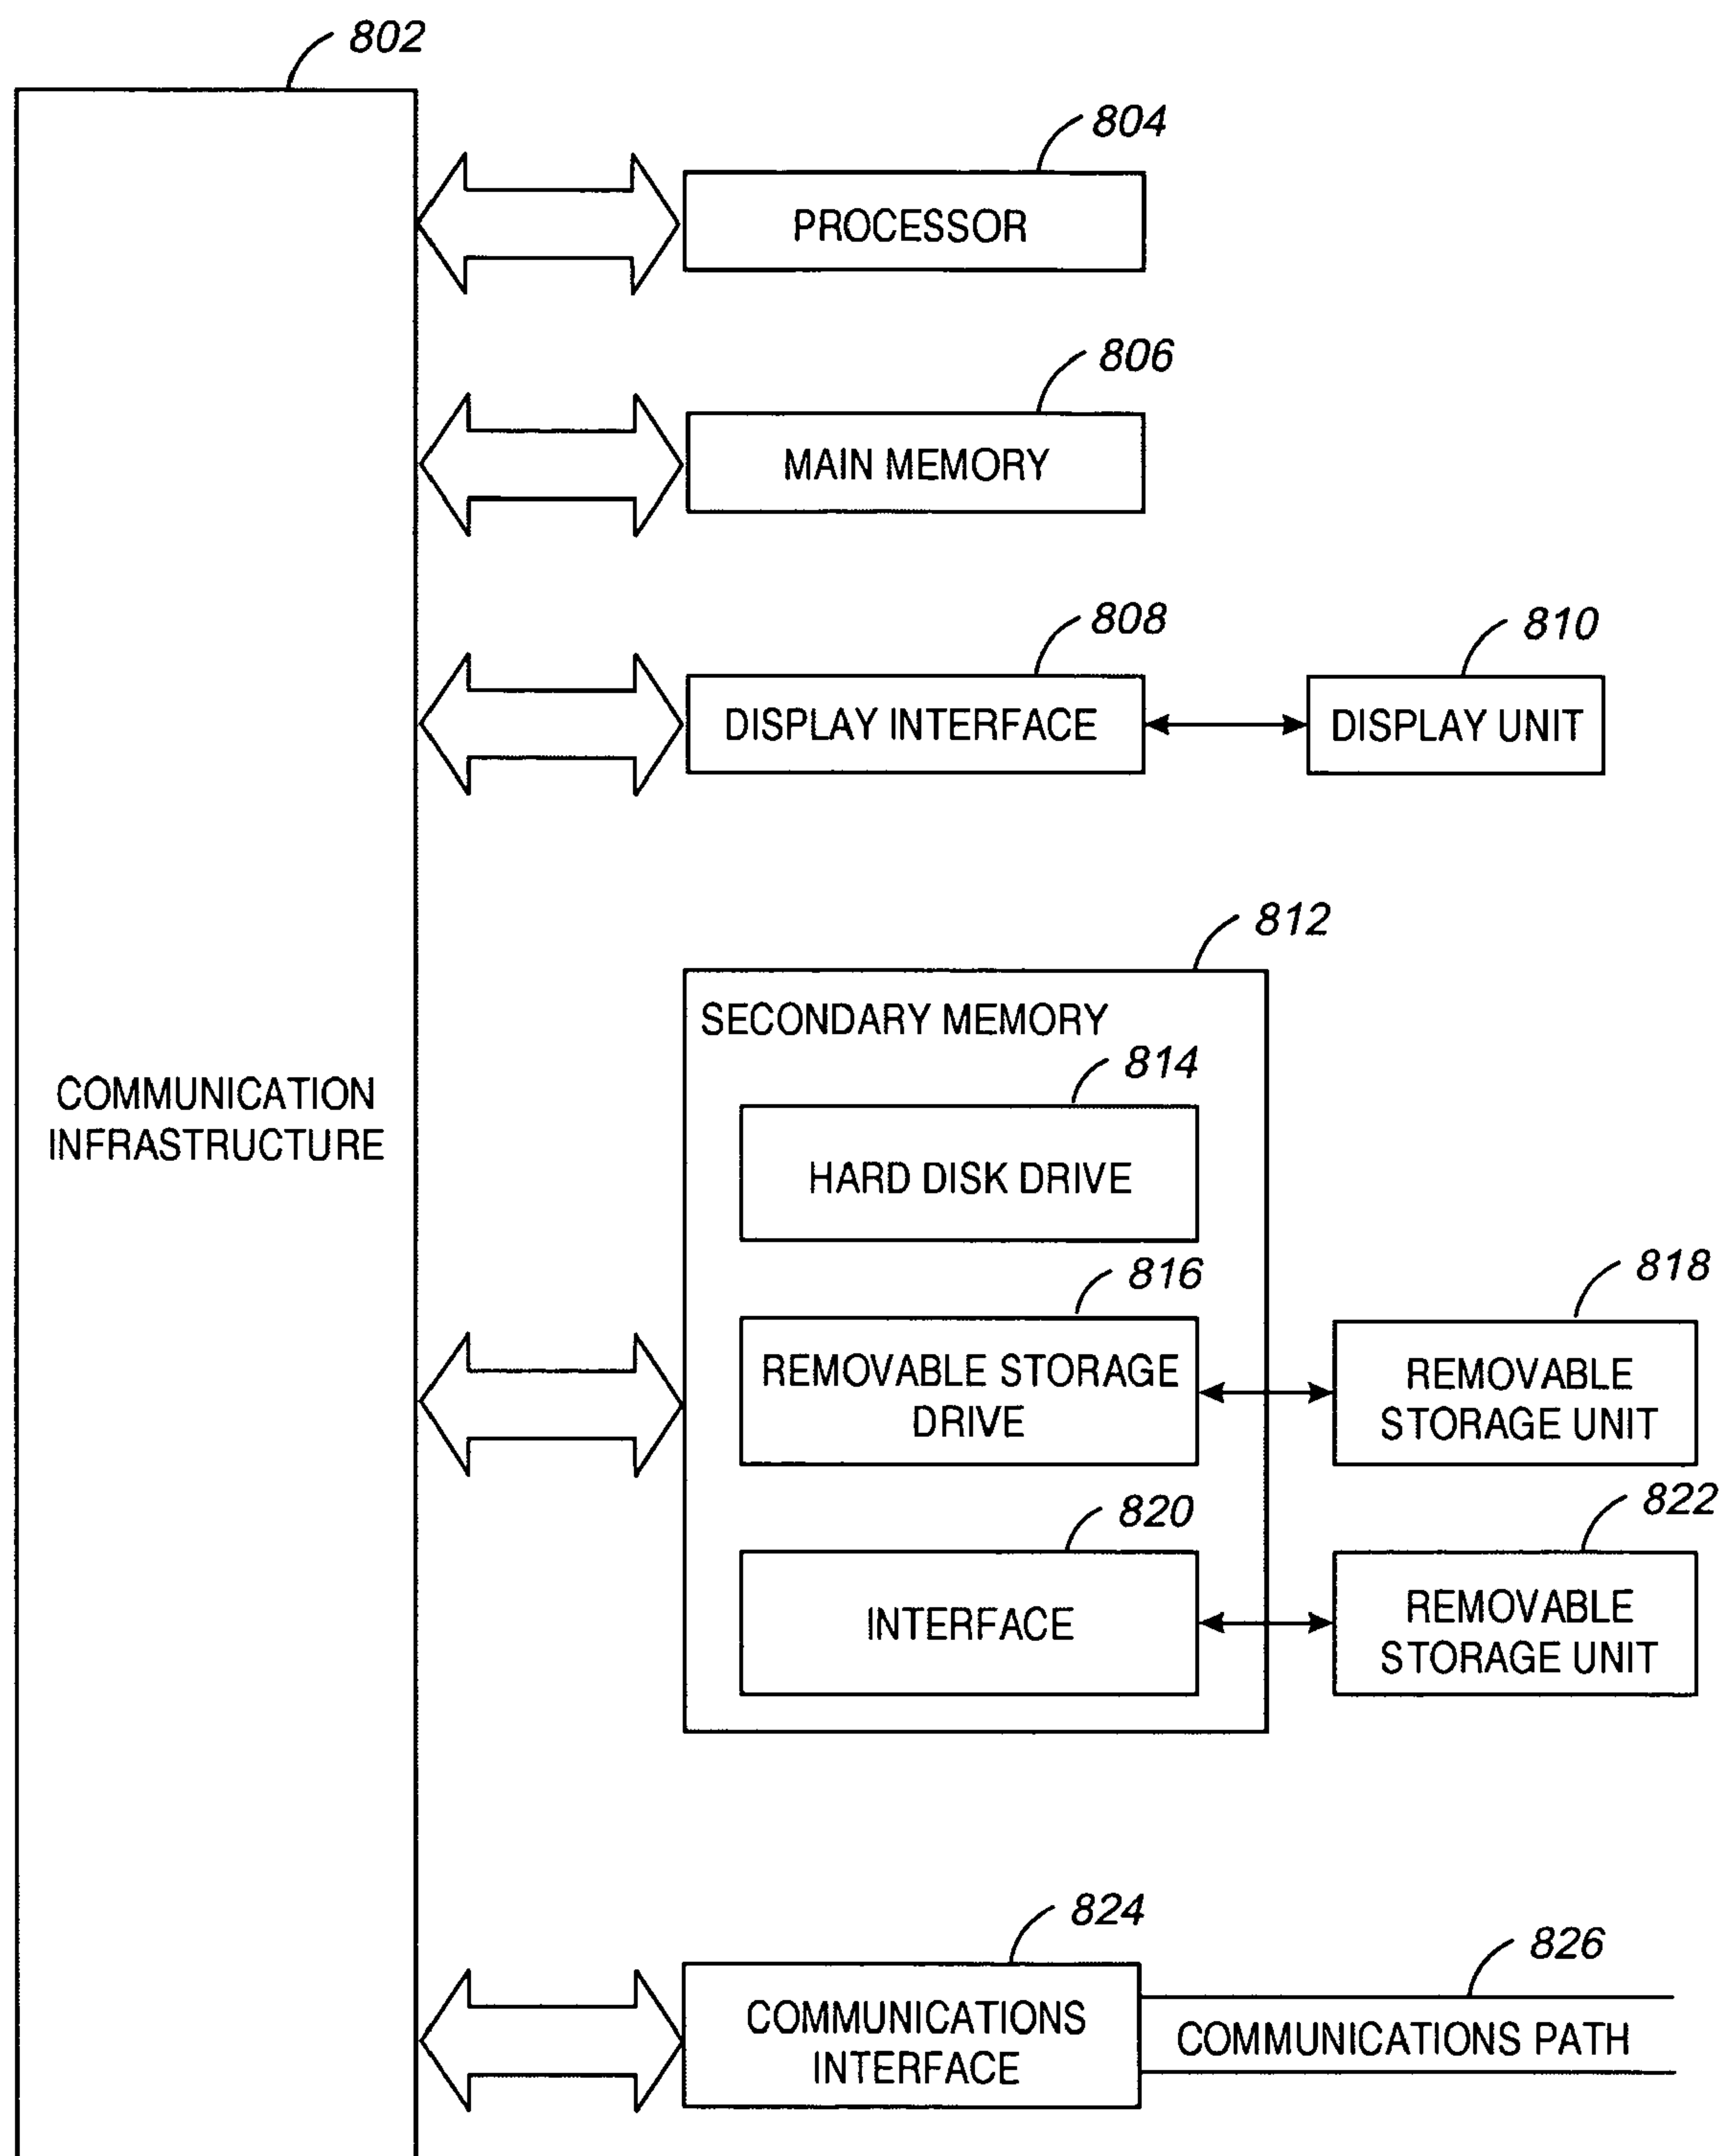 802
804
PROCESSOR
806
MAIN MEMORY
808
DISPLAY INTERFACE
810
DISPLAY UNIT
812
SECONDARY MEMORY
814
HARD DISK DRIVE
COMMUNICATION
INFRASTRUCTURE
816
REMOVABLE STORAGE
DRIVE
818
REMOVABLE
STORAGE UNIT
820
INTERFACE
822
REMOVABLE
STORAGE UNIT
824
COMMUNICATIONS
INTERFACE
826
COMMUNICATIONS PATH